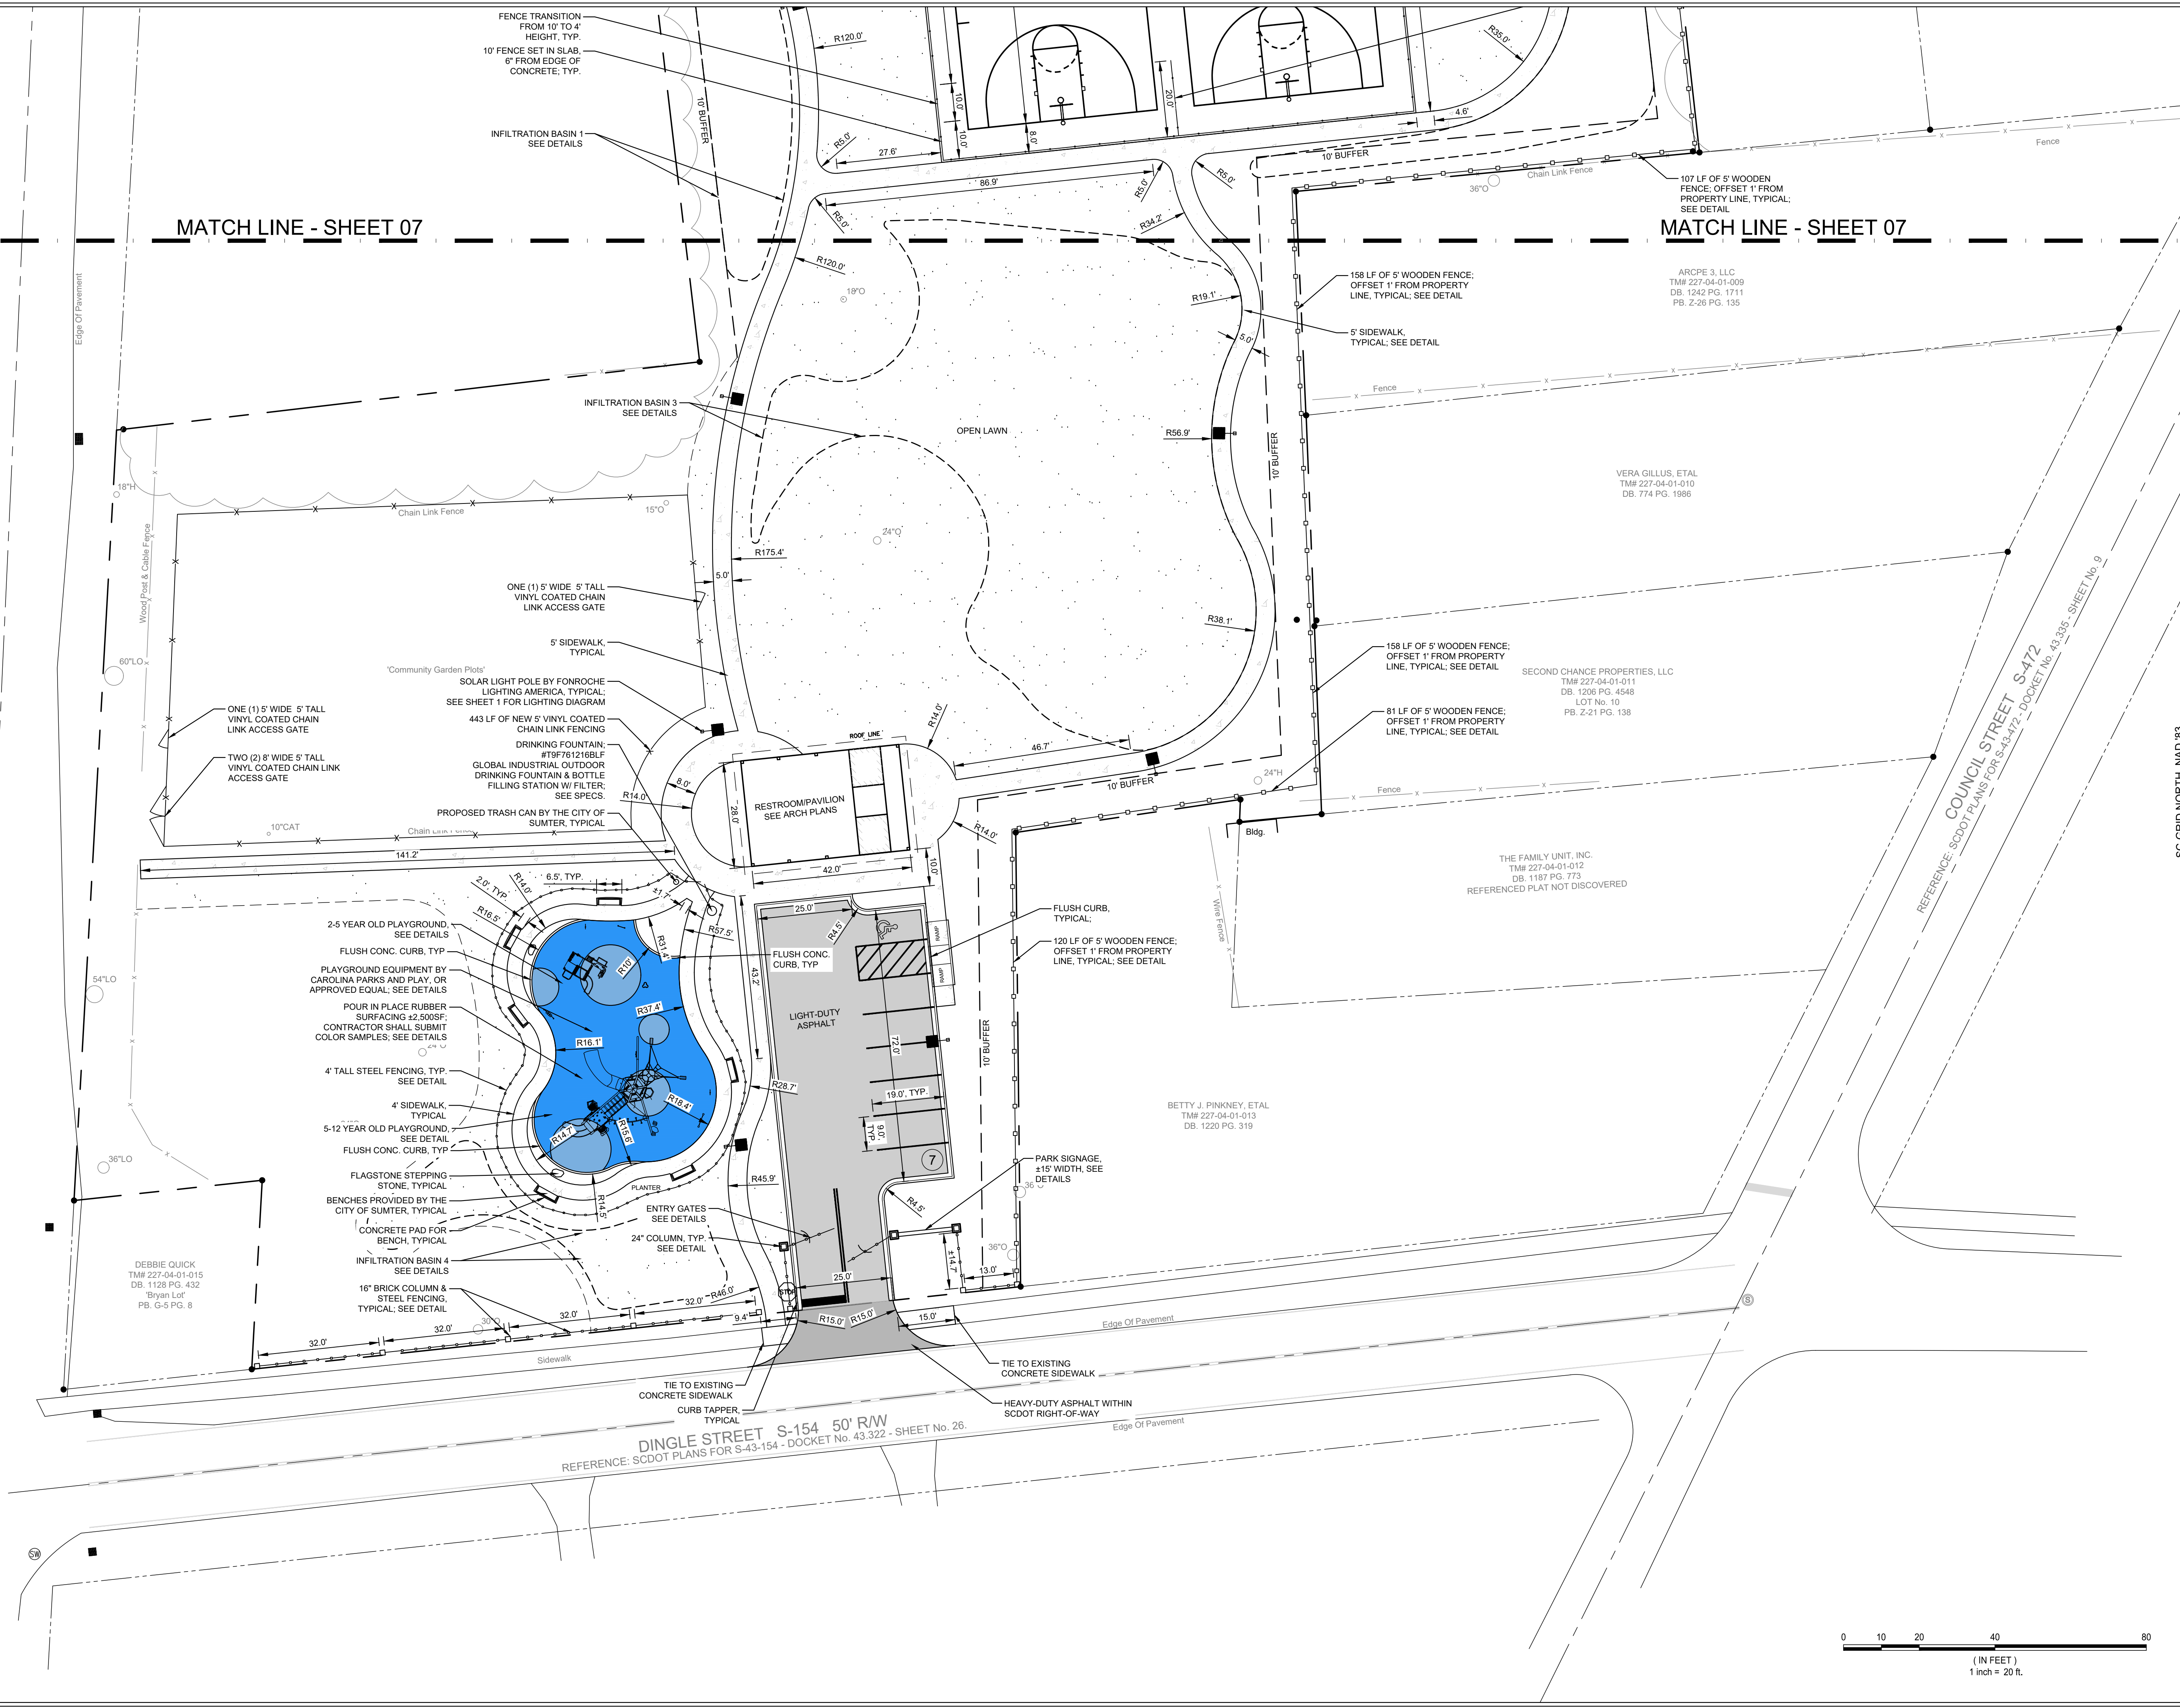 FENCE TRANSITION
FROM 10' TO 4'
HEIGHT, TYP.
10' FENCE SET IN SLAB,
6" FROM EDGE OF
CONCRETE; TYP.
INFILTRATION BASIN 1
SEE DETAILS
10' BUFFER
R120.0'
R5.0'
27.6'
10.0'
10.0'
8.0'
20.0'
4.6'
R35.0'
86.9'
R5.0'
R5.0'
R5.0'
R34.2'
10' BUFFER
36"O
Chain Link Fence
Fence
107 LF OF 5' WOODEN
FENCE; OFFSET 1' FROM
PROPERTY LINE, TYPICAL;
SEE DETAIL
MATCH LINE - SHEET 07
MATCH LINE - SHEET 07
Edge Of Pavement
R120.0'
18"O
R19.1'
5.0'
158 LF OF 5' WOODEN FENCE;
OFFSET 1' FROM PROPERTY
LINE, TYPICAL; SEE DETAIL
5' SIDEWALK,
TYPICAL; SEE DETAIL
ARCPE 3, LLC
TM# 227-04-01-009
DB. 1242 PG. 1711
PB. Z-26 PG. 135
Fence
INFILTRATION BASIN 3
SEE DETAILS
OPEN LAWN
R56.9'
10' BUFFER
VERA GILLUS, ETAL
TM# 227-04-01-010
DB. 774 PG. 1986
18"H
Chain Link Fence
15"O
24"O
Wood Post & Cable Fence
R175.4'
5.0'
ONE (1) 5' WIDE 5' TALL
VINYL COATED CHAIN
LINK ACCESS GATE
R38.1'
5' SIDEWALK,
TYPICAL
60"LO
'Community Garden Plots'
SOLAR LIGHT POLE BY FONROCHE
LIGHTING AMERICA, TYPICAL;
SEE SHEET 1 FOR LIGHTING DIAGRAM
158 LF OF 5' WOODEN FENCE;
OFFSET 1' FROM PROPERTY
LINE, TYPICAL; SEE DETAIL
SECOND CHANCE PROPERTIES, LLC
TM# 227-04-01-011
DB. 1206 PG. 4548
LOT No. 10
PB. Z-21 PG. 138
COUNCIL STREET S-472
REFERENCE: SCDOT PLANS FOR S-43-472 - DOCKET No. 43.335 - SHEET No. 9
SC GRID NORTH, NAD '83
81 LF OF 5' WOODEN FENCE;
OFFSET 1' FROM PROPERTY
LINE, TYPICAL; SEE DETAIL
ONE (1) 5' WIDE 5' TALL
VINYL COATED CHAIN
LINK ACCESS GATE
TWO (2) 8' WIDE 5' TALL
VINYL COATED CHAIN LINK
ACCESS GATE
443 LF OF NEW 5' VINYL COATED
CHAIN LINK FENCING
DRINKING FOUNTAIN;
#T9F761216BLF
GLOBAL INDUSTRIAL OUTDOOR
DRINKING FOUNTAIN & BOTTLE
FILLING STATION W/ FILTER;
SEE SPECS.
PROPOSED TRASH CAN BY THE CITY OF
SUMTER, TYPICAL
ROOF LINE
R14.0'
46.7'
8.0'
R14.0'
28.0'
RESTROOM/PAVILION
SEE ARCH PLANS
42.0'
R14.0'
10.0'
10' BUFFER
24"H
Fence
Bldg.
Wire Fence
10"CAT
141.2'
THE FAMILY UNIT, INC.
TM# 227-04-01-012
DB. 1187 PG. 773
REFERENCED PLAT NOT DISCOVERED
2.0', TYP.
R14.0'
6.5', TYP.
±1.7'
R16.5'
R57.5'
R31.4'
R10'
25.0'
R4.5'
RAMP
RAMP
FLUSH CONC.
CURB, TYP
43.2'
FLUSH CURB,
TYPICAL;
120 LF OF 5' WOODEN FENCE;
OFFSET 1' FROM PROPERTY
LINE, TYPICAL; SEE DETAIL
2-5 YEAR OLD PLAYGROUND,
SEE DETAILS
FLUSH CONC. CURB, TYP
PLAYGROUND EQUIPMENT BY
CAROLINA PARKS AND PLAY, OR
APPROVED EQUAL; SEE DETAILS
POUR IN PLACE RUBBER
SURFACING ±2,500SF;
CONTRACTOR SHALL SUBMIT
COLOR SAMPLES; SEE DETAILS
54"LO
R37.4'
R16.1'
LIGHT-DUTY
ASPHALT
72.0'
10' BUFFER
4' TALL STEEL FENCING, TYP.
SEE DETAIL
R28.7'
19.0', TYP.
9.0',
TYP.
R18.4'
R15.6'
R14.7'
4' SIDEWALK,
TYPICAL
5-12 YEAR OLD PLAYGROUND,
SEE DETAIL
FLUSH CONC. CURB, TYP
BETTY J. PINKNEY, ETAL
TM# 227-04-01-013
DB. 1220 PG. 319
36"LO
FLAGSTONE STEPPING
STONE, TYPICAL
BENCHES PROVIDED BY THE
CITY OF SUMTER, TYPICAL
CONCRETE PAD FOR
BENCH, TYPICAL
INFILTRATION BASIN 4
SEE DETAILS
7
PARK SIGNAGE,
±15' WIDTH, SEE
DETAILS
R14.5'
PLANTER
R45.9'
R4.5'
ENTRY GATES
SEE DETAILS
24" COLUMN, TYP.
SEE DETAIL
36"O
±14.7'
13.0'
25.0'
STOP
DEBBIE QUICK
TM# 227-04-01-015
DB. 1128 PG. 432
'Bryan Lot'
PB. G-5 PG. 8
16" BRICK COLUMN &
STEEL FENCING,
TYPICAL; SEE DETAIL
30"O
32.0'
32.0'
32.0'
32.0'
R46.0'
9.4'
R15.0'
R15.0'
15.0'
Sidewalk
Edge Of Pavement
S
TIE TO EXISTING
CONCRETE SIDEWALK
CURB TAPPER,
TYPICAL
TIE TO EXISTING
CONCRETE SIDEWALK
HEAVY-DUTY ASPHALT WITHIN
SCDOT RIGHT-OF-WAY
DINGLE STREET S-154 50' R/W
REFERENCE: SCDOT PLANS FOR S-43-154 - DOCKET No. 43.322 - SHEET No. 26.
Edge Of Pavement
SW
0 10 20 40 80
( IN FEET )
1 inch = 20 ft.